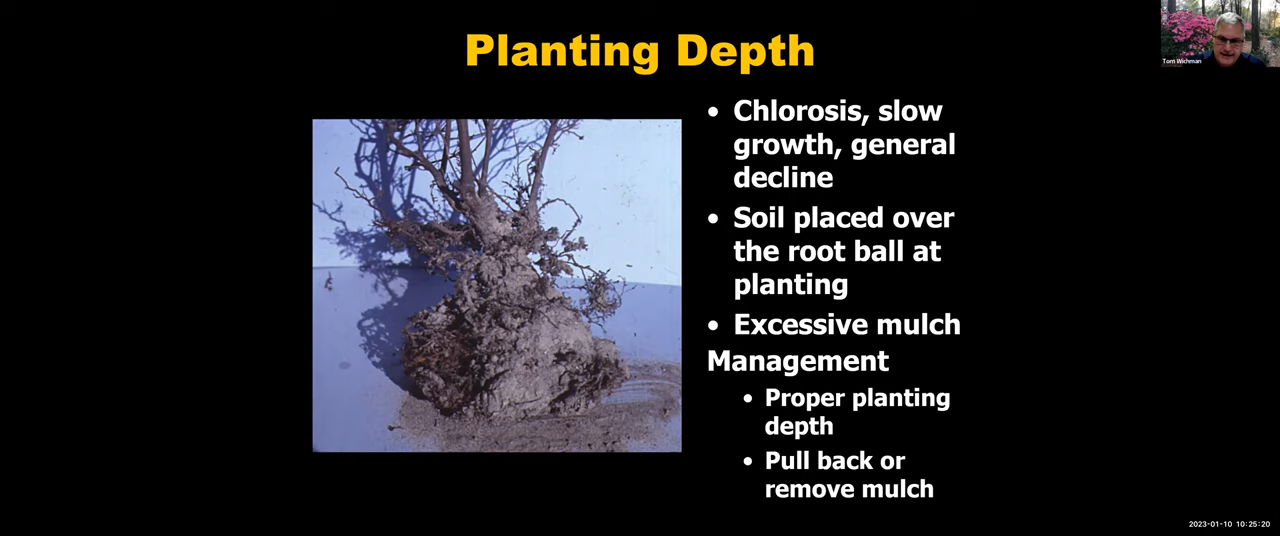 Planting Depth
Tom Wichman
• Chlorosis, slow
growth, general
decline
• Soil placed over
the root ball at
planting
• Excessive mulch
Management
• Proper planting
depth
• Pull back or
remove mulch
2023-01-10 10:25:20